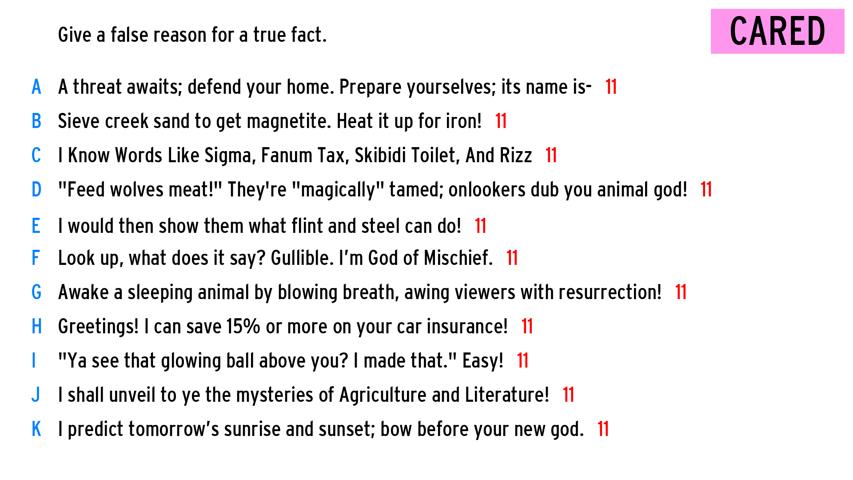 Give a false reason for a true fact.
CARED
A A threat awaits; defend your home. Prepare yourselves; its name is- 11
B Sieve creek sand to get magnetite. Heat it up for iron! 11
C I Know Words Like Sigma, Fanum Tax, Skibidi Toilet, And Rizz 11
D "Feed wolves meat!" They're "magically" tamed; onlookers dub you animal god! 11
E I would then show them what flint and steel can do! 11
F Look up, what does it say? Gullible. I'm God of Mischief. 11
G Awake a sleeping animal by blowing breath, awing viewers with resurrection! 11
H Greetings! I can save 15% or more on your car insurance! 11
I "Ya see that glowing ball above you? I made that." Easy! 11
J I shall unveil to ye the mysteries of Agriculture and Literature! 11
K I predict tomorrow's sunrise and sunset; bow before your new god. 11